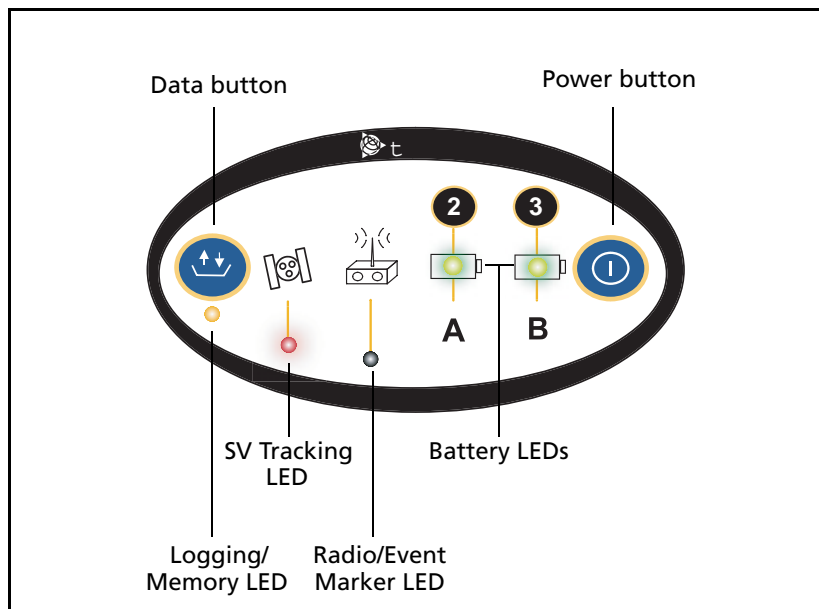 Data button
Power button
t
2
3
A
B
SV Tracking
LED
Battery LEDs
Logging/
Memory LED
Radio/Event
Marker LED